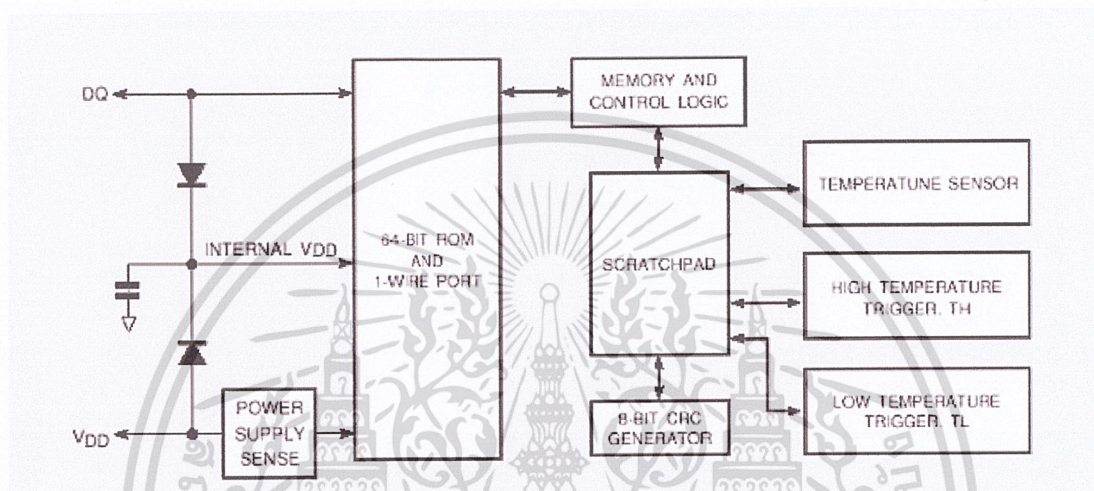 DQ
INTERNAL VDD
VDD
POWER
SUPPLY
SENSE
64-BIT ROM
AND
1-WIRE PORT
MEMORY AND
CONTROL LOGIC
SCRATCHPAD
8-BIT CRC
GENERATOR
TEMPERATUNE SENSOR
HIGH TEMPERATURE
TRIGGER, TH
LOW TEMPERATURE
TRIGGER, TL